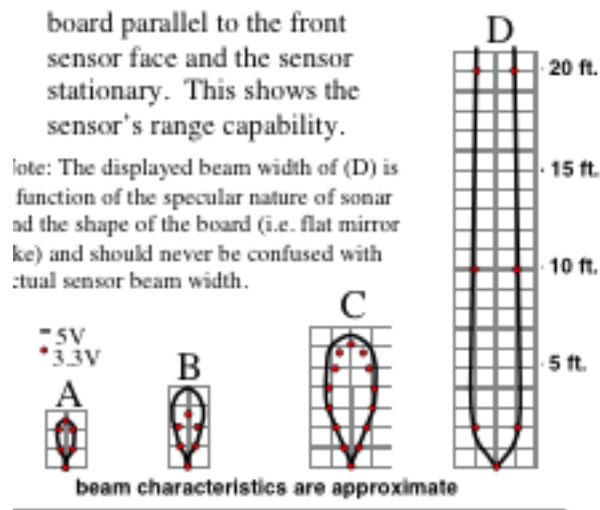 board parallel to the front
sensor face and the sensor
stationary. This shows the
sensor's range capability.
ote: The displayed beam width of (D) is
function of the specular nature of sonar
nd the shape of the board (i.e. flat mirror
ke) and should never be confused with
ctual sensor beam width.
D
20 ft.
15 ft.
10 ft.
5 ft.
C
5V
3.3V
B
A
beam characteristics are approximate